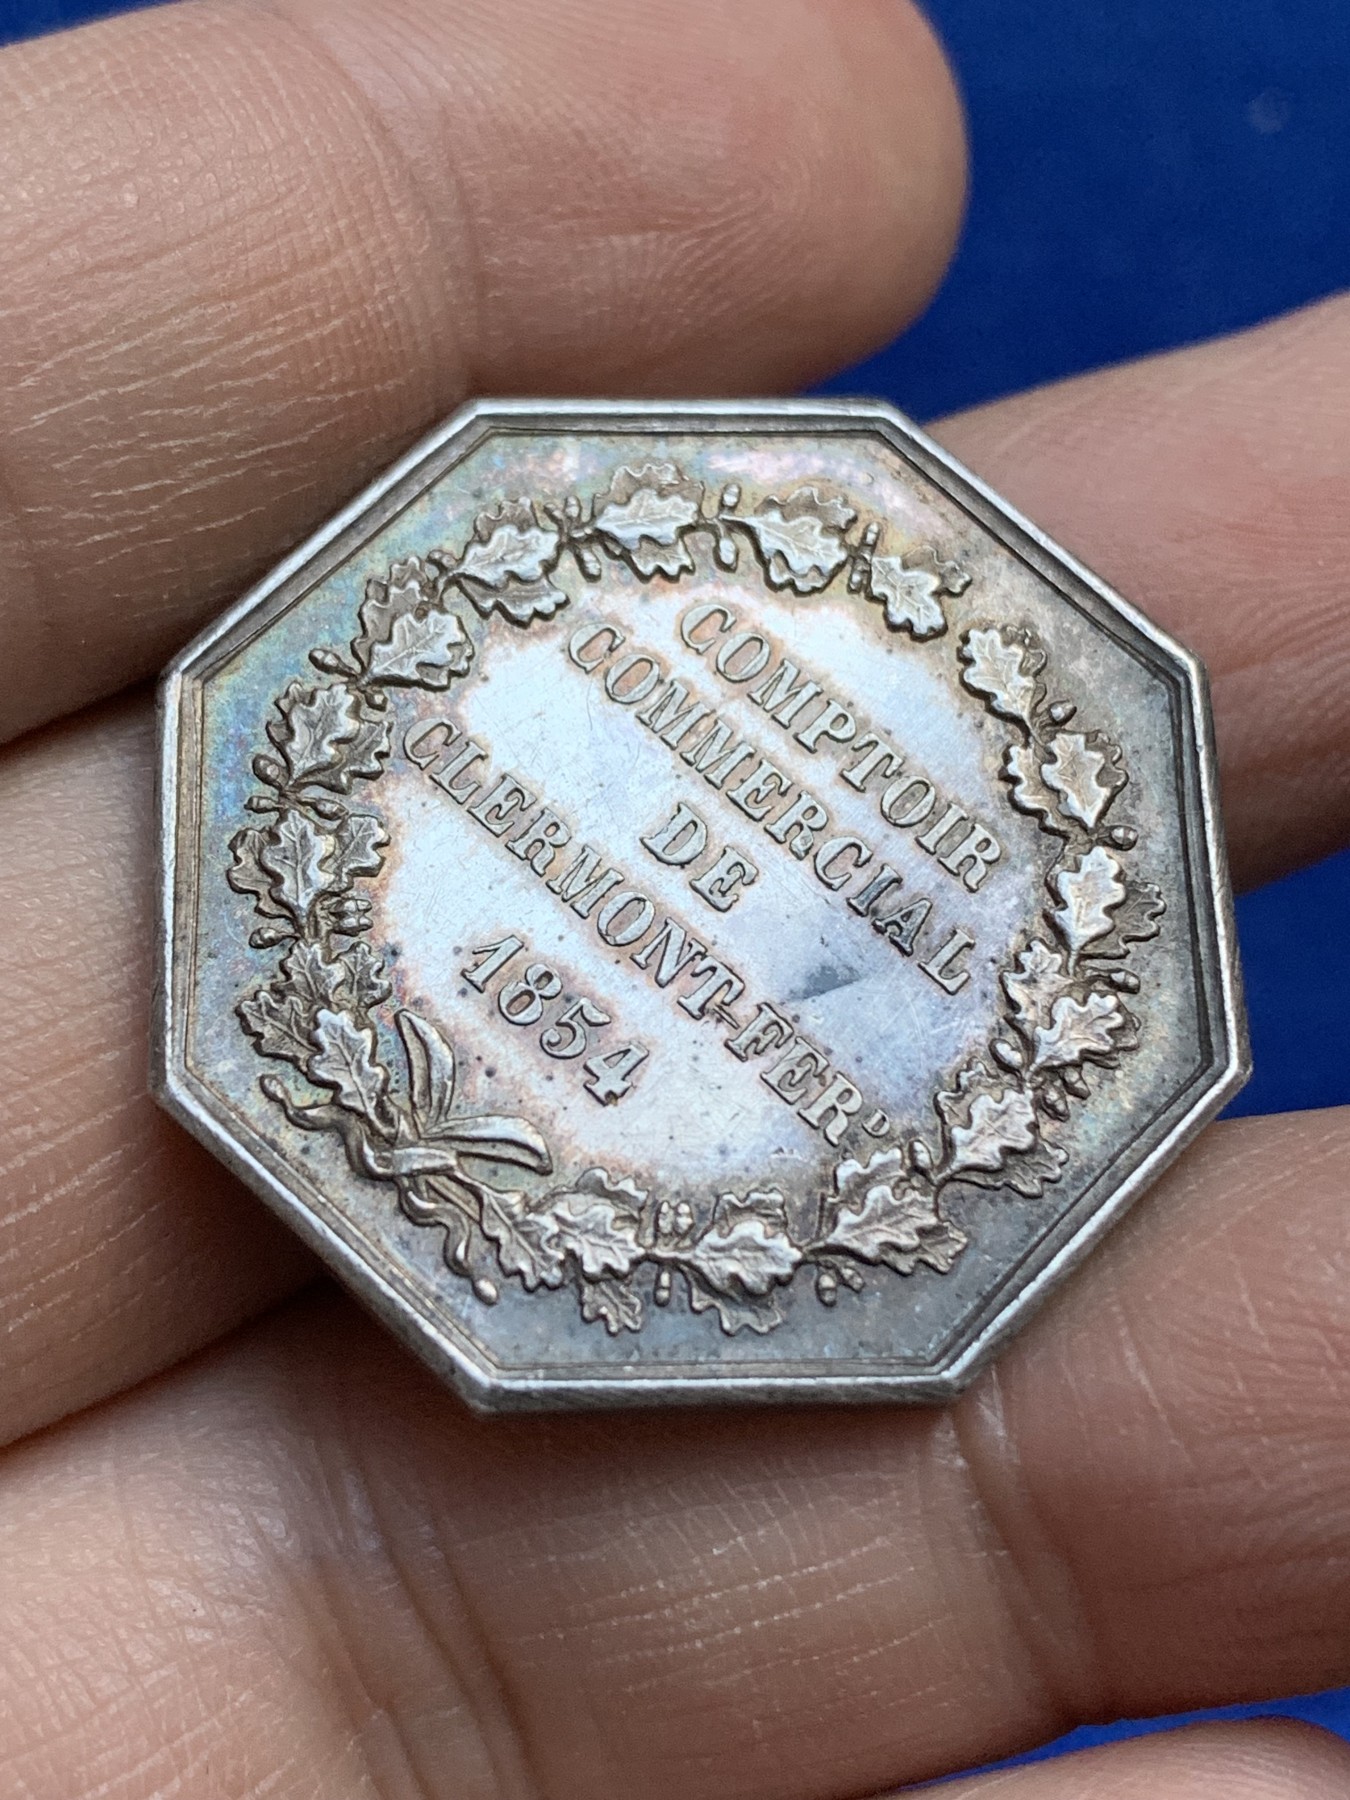 COMPTOIR
COMMERCIAL
DE
CLERMONT-FERD
1854